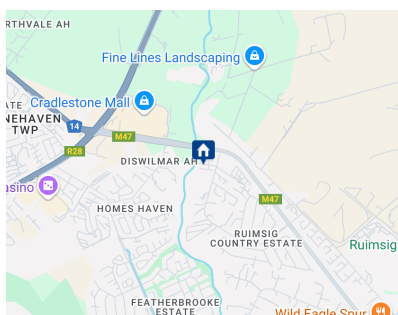 RTHVALE AH
Fine Lines Landscaping
Cradlestone Mall
ATE
NEHAVEN
TWP
14
M47
R28
DISWILMAR AH
asino
M47
HOMES HAVEN
RUIMSIG
COUNTRY ESTATE
Ruimsig
FEATHERBROOKE
ESTATE
Wild Eagle Spur